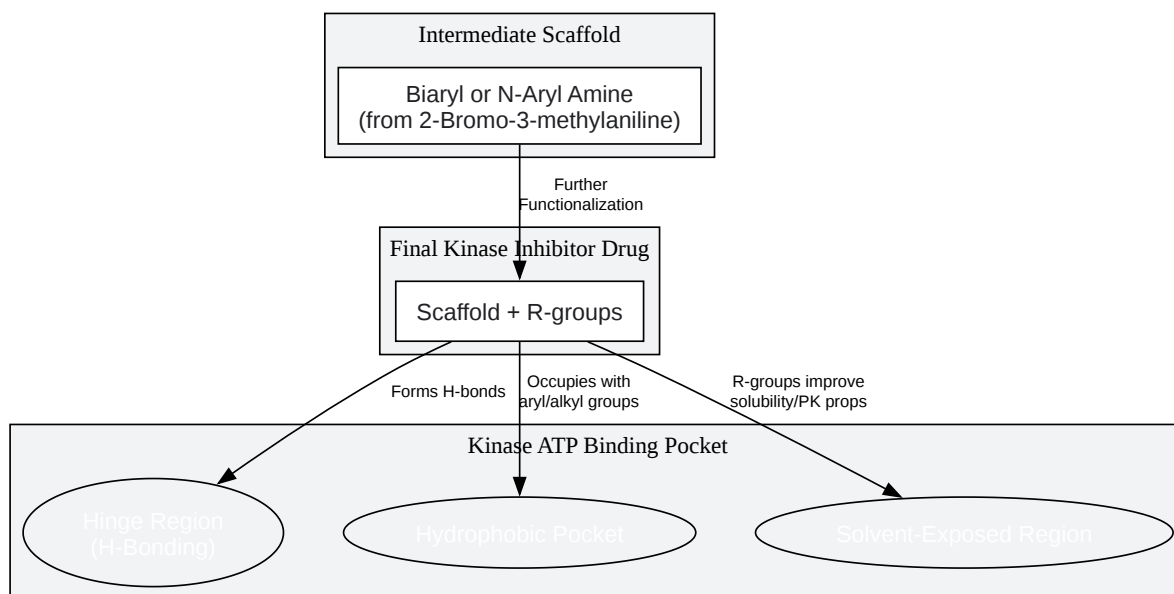 Intermediate Scaffold
Biaryl or N-Aryl Amine
(from 2-Bromo-3-methylaniline)
Further
Functionalization
Final Kinase Inhibitor Drug
Scaffold + R-groups
Forms H-bonds
Occupies with
aryl/alkyl groups
R-groups improve
solubility/PK props
Kinase ATP Binding Pocket
Hinge Region
(H-Bonding)
Hydrophobic Pocket
Solvent-Exposed Region